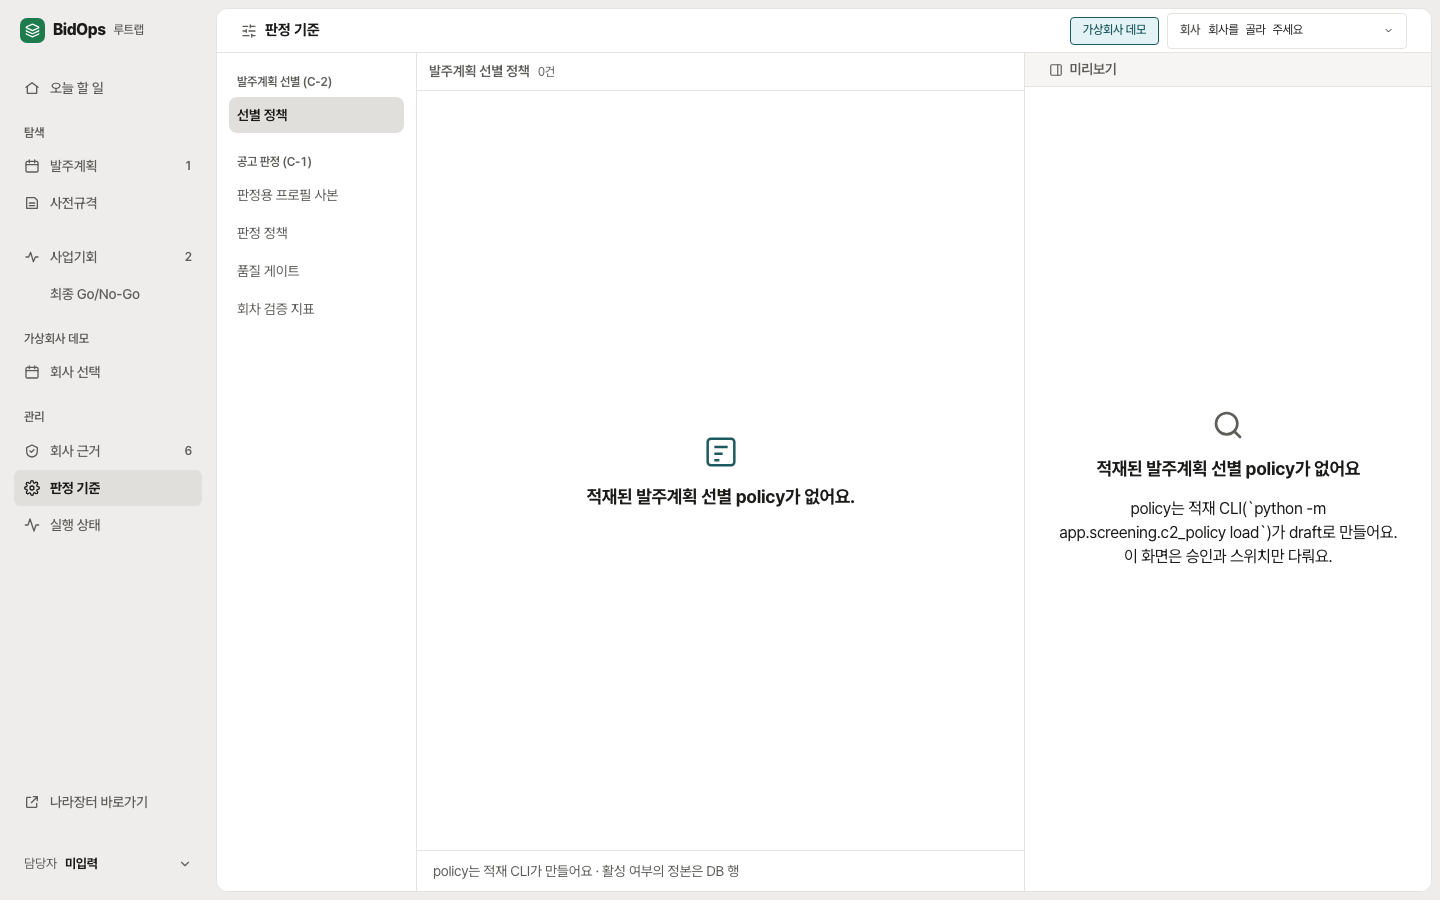 BidOps 루트랩
오늘 할 일
탐색
발주계획 1
사전규격
사업기회 2
최종 Go/No-Go
가상회사 데모
회사 선택
관리
회사 근거 6
판정 기준
실행 상태
나라장터 바로가기
담당자 미입력
판정 기준
가상회사 데모
회사 회사를 골라 주세요
발주계획 선별 (C-2)
선별 정책
공고 판정 (C-1)
판정용 프로필 사본
판정 정책
품질 게이트
회차 검증 지표
발주계획 선별 정책 0건
적재된 발주계획 선별 policy가 없어요.
policy는 적재 CLI가 만들어요 · 활성 여부의 정본은 DB 행
미리보기
적재된 발주계획 선별 policy가 없어요
policy는 적재 CLI(`python -m
app.screening.c2_policy load`)가 draft로 만들어요.
이 화면은 승인과 스위치만 다뤄요.